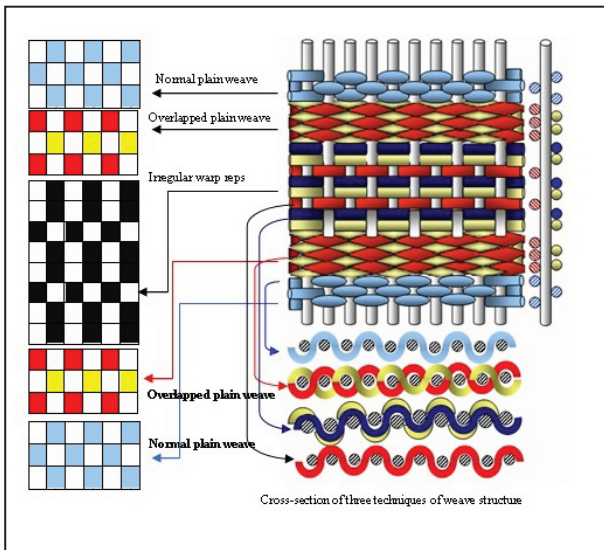 Normal plain weave
Overlapped plain weave
Irregular warp reps
Overlapped plain weave
Normal plain weave
Cross-section of three techniques of weave structure